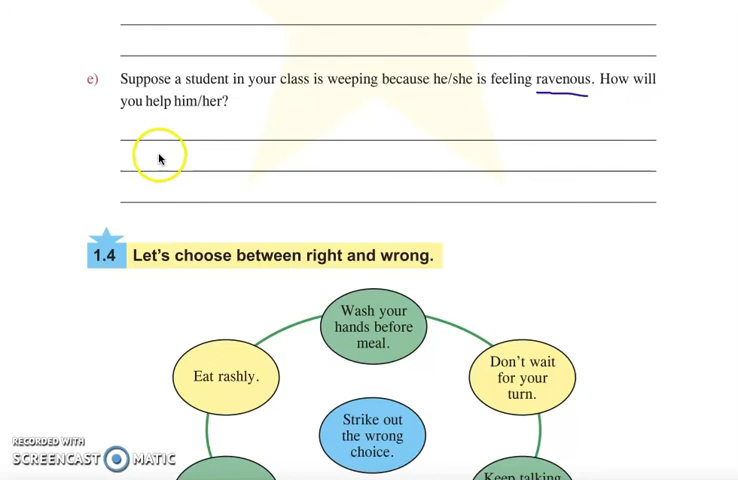 e) Suppose a student in your class is weeping because he/she is feeling ravenous. How will
you help him/her?
1.4 Let's choose between right and wrong.
Wash your
hands before
meal.
Eat rashly.
Don't wait
for your
turn.
Strike out
the wrong
choice.
Keep talking
RECORDED WITH
SCREENCAST MATIC